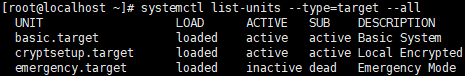 [root@localhost ~]# systemctl list-units --type=target --all
UNIT LOAD ACTIVE SUB DESCRIPTION
basic.target loaded active active Basic System
cryptsetup.target loaded active active Local Encrypted
emergency.target loaded inactive dead Emergency Mode